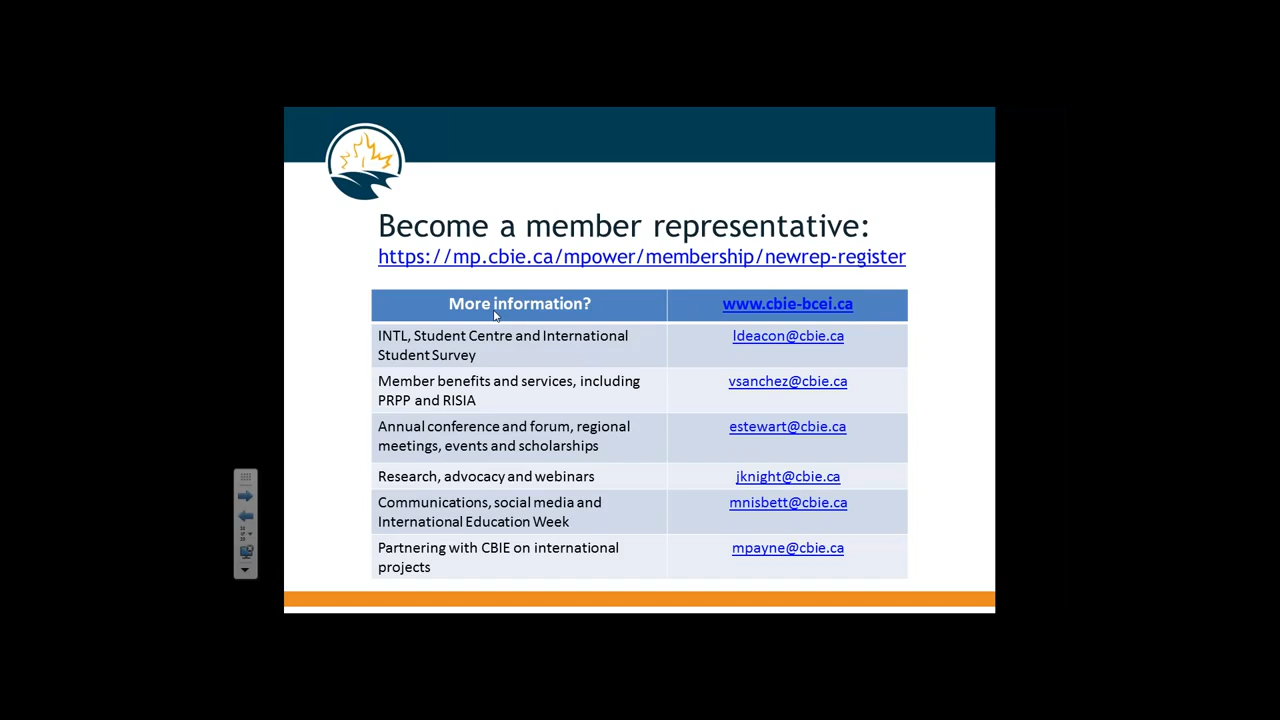 Become a member representative:
https://mp.cbie.ca/mpower/membership/newrep-register
More information? www.cbie-bcei.ca
INTL, Student Centre and International ldeacon@cbie.ca
Student Survey
Member benefits and services, including vsanchez@cbie.ca
PRPP and RISIA
Annual conference and forum, regional estewart@cbie.ca
meetings, events and scholarships
Research, advocacy and webinars jknight@cbie.ca
Communications, social media and mnisbett@cbie.ca
International Education Week
Partnering with CBIE on international mpayne@cbie.ca
projects